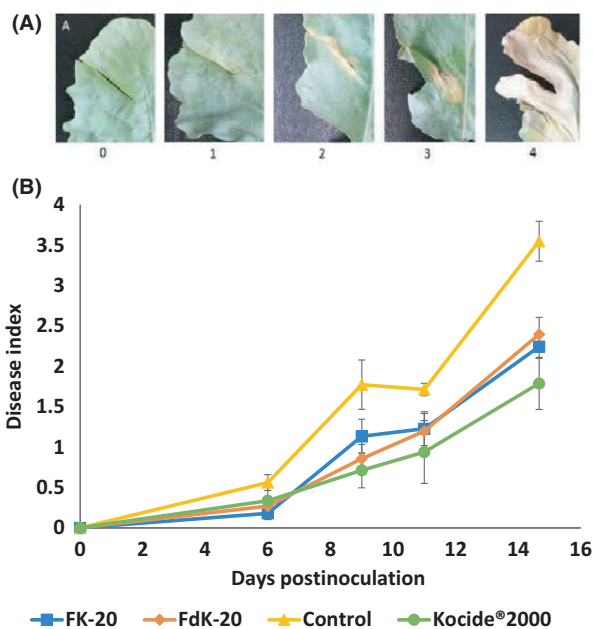 (A)
A
0 1 2 3 4
(B)
4
3.5
3
2.5
2
1.5
1
0.5
0
Disease index
0 2 4 6 8 10 12 14 16
Days postinoculation
FK-20 FdK-20 Control Kocide®2000